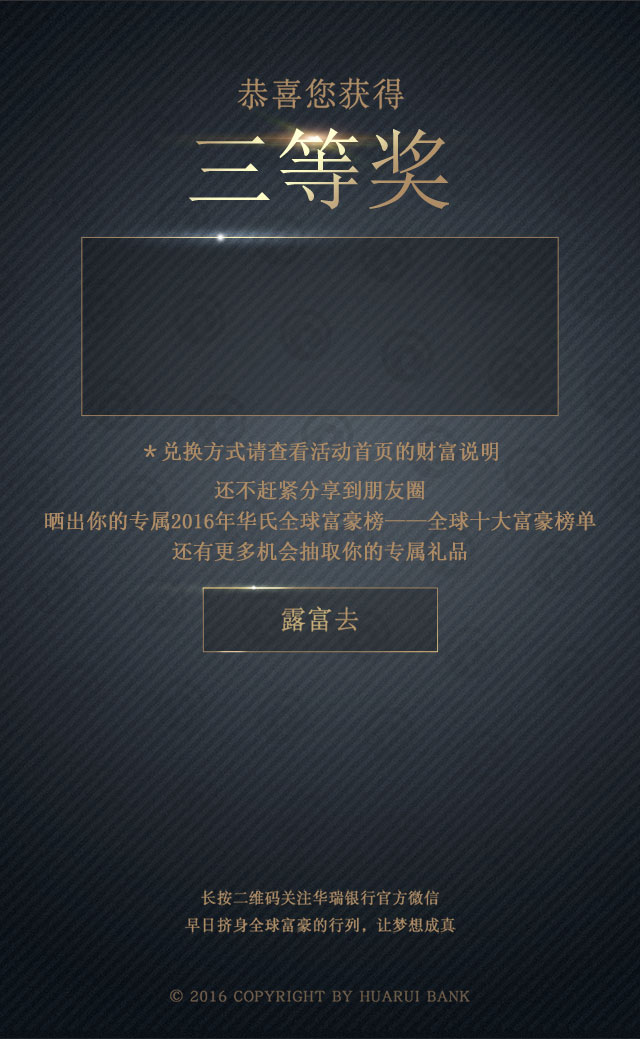 恭喜您获得
三等奖
＊兑换方式请查看活动首页的财富说明
还不赶紧分享到朋友圈
晒出你的专属2016年华氏全球富豪榜——全球十大富豪榜单
还有更多机会抽取你的专属礼品
露富去
长按二维码关注华瑞银行官方微信
早日挤身全球富豪的行列，让梦想成真
© 2016 COPYRIGHT BY HUARUI BANK